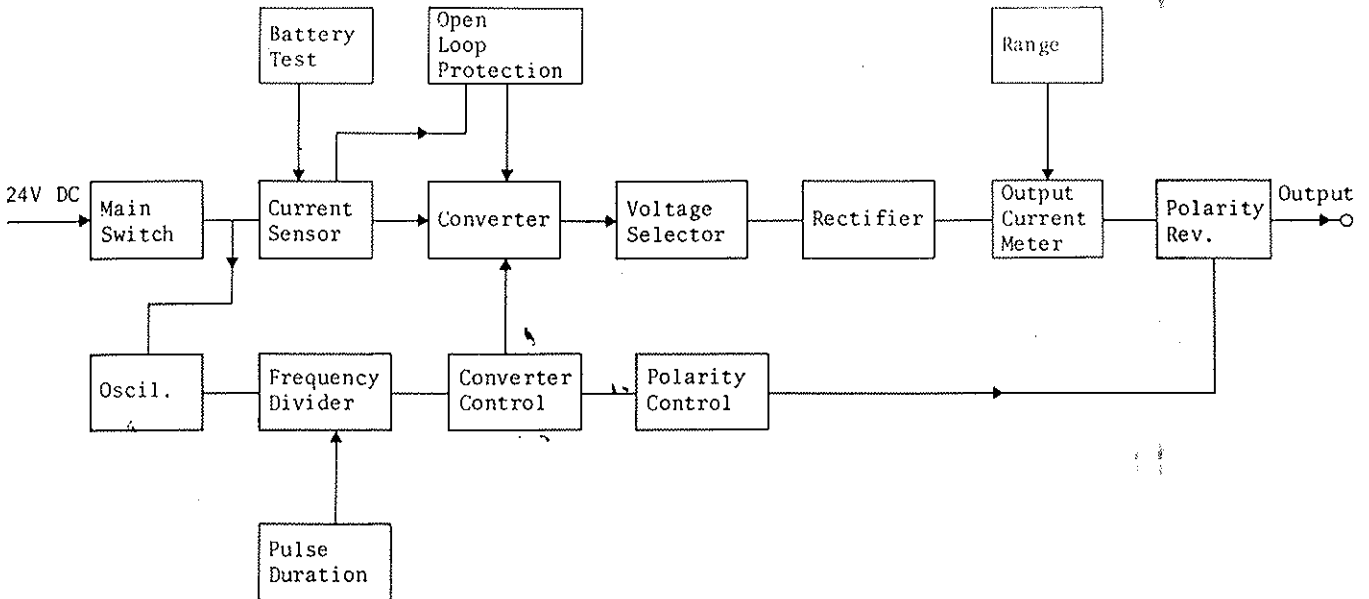 Battery
Test
Open
Loop
Protection
Range
24V DC
Main
Switch
Current
Sensor
Converter
Voltage
Selector
Rectifier
Output
Current
Meter
Polarity
Rev.
Output
Oscil.
Frequency
Divider
Converter
Control
Polarity
Control
Pulse
Duration